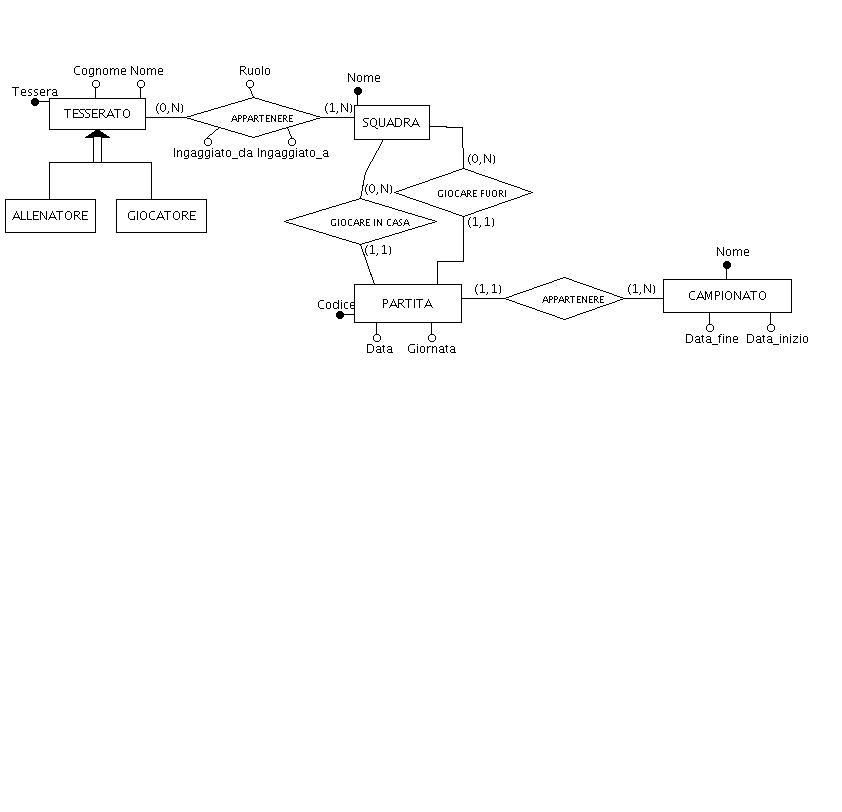 Cognome Nome
Ruolo
Nome
Tessera
TESSERATO
(0,N)
APPARTENERE
(1,N)
SQUADRA
Ingaggiato_da Ingaggiato_a
(0,N)
(0,N)
GIOCARE FUORI
ALLENATORE
GIOCATORE
GIOCARE IN CASA
(1,1)
(1,1)
Nome
Codice
PARTITA
(1,1)
APPARTENERE
(1,N)
CAMPIONATO
Data
Giornata
Data_fine
Data_inizio